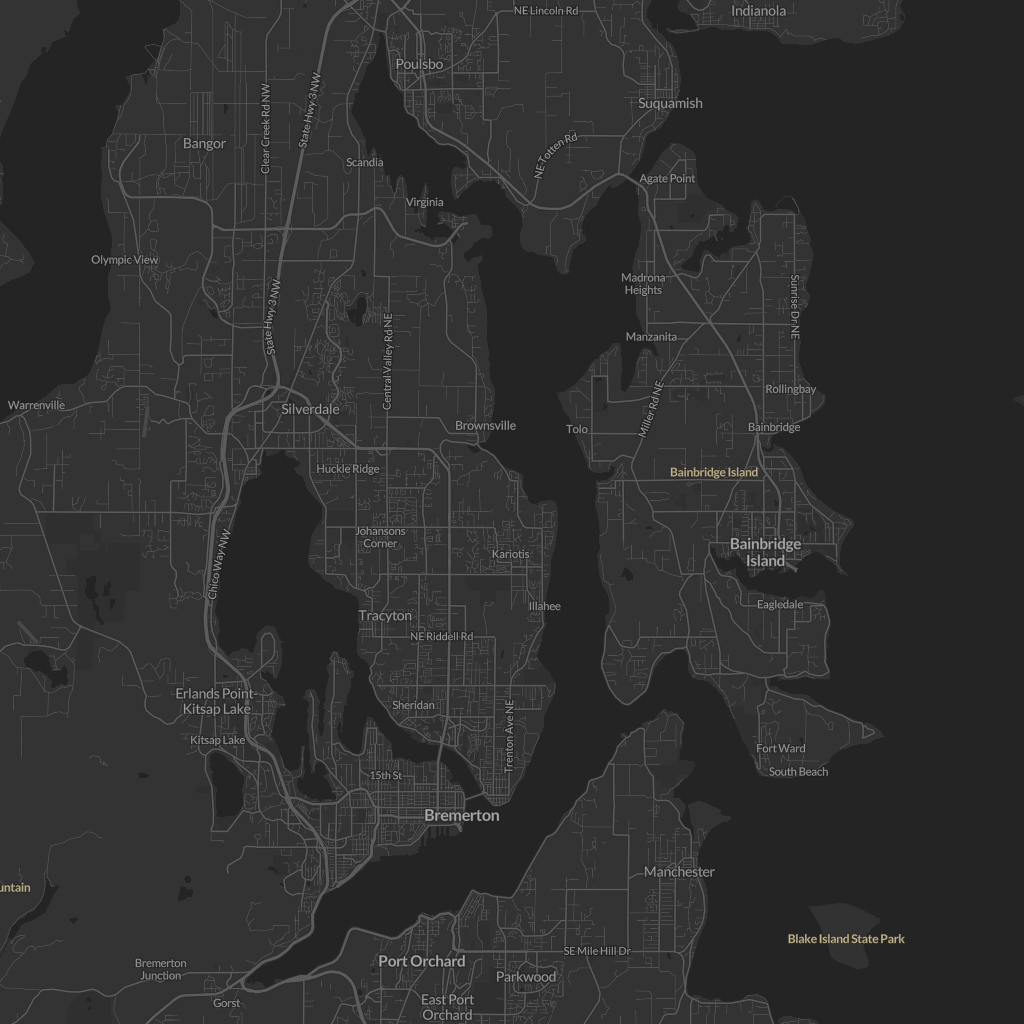 NE Lincoln Rd
Indianola
Poulsbo
Suquamish
Clear Creek Rd NW
State Hwy 3 NW
Bangor
NE Totten Rd
Scandia
Agate Point
Virginia
Olympic View
Madrona
Heights
Sunrise Dr NE
State Hwy 3 NW
Central Valley Rd NE
Manzanita
Rollingbay
Miller Rd NE
Warrenville
Silverdale
Brownsville
Tolo
Bainbridge
Huckle Ridge
Bainbridge Island
Johansons
Corner
Kariotis
Bainbridge
Island
Chico Way NW
Illahee
Eagledale
Tracyton
NE Riddell Rd
Erlands Point-
Kitsap Lake
Sheridan
Trenton Ave NE
Kitsap Lake
Fort Ward
South Beach
15th St
Bremerton
Manchester
untain
Blake Island State Park
SE Mile Hill Dr
Bremerton
Junction
Port Orchard
Parkwood
Gorst
East Port
Orchard